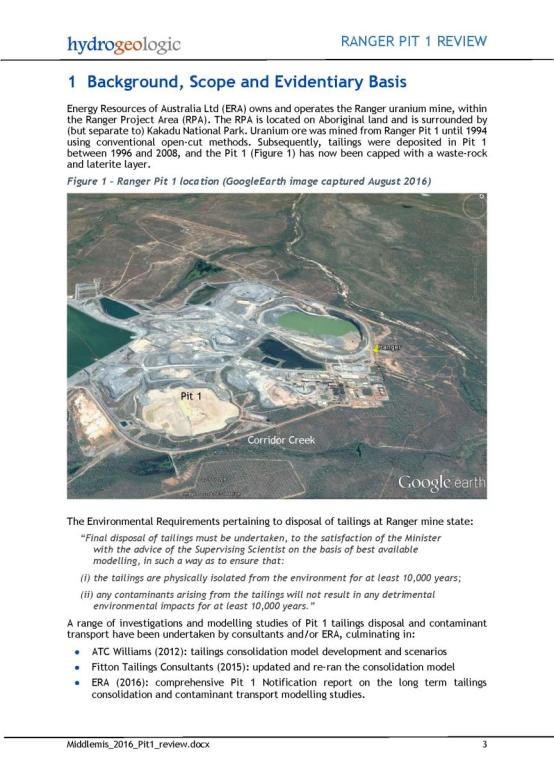 hydrogeologic
RANGER PIT 1 REVIEW
1 Background, Scope and Evidentiary Basis
Energy Resources of Australia Ltd (ERA) owns and operates the Ranger uranium mine, within
the Ranger Project Area (RPA). The RPA is located on Aboriginal land and is surrounded by
(but separate to) Kakadu National Park. Uranium ore was mined from Ranger Pit 1 until 1994
using conventional open-cut methods. Subsequently, tailings were deposited in Pit 1
between 1996 and 2008, and the Pit 1 (Figure 1) has now been capped with a waste-rock
and laterite layer.
Figure 1 - Ranger Pit 1 location (GoogleEarth image captured August 2016)
Ranger
Pit 1
Corridor Creek
Google earth
The Environmental Requirements pertaining to disposal of tailings at Ranger mine state:
“Final disposal of tailings must be undertaken, to the satisfaction of the Minister
with the advice of the Supervising Scientist on the basis of best available
modelling, in such a way as to ensure that:
(i) the tailings are physically isolated from the environment for at least 10,000 years;
(ii) any contaminants arising from the tailings will not result in any detrimental
environmental impacts for at least 10,000 years.”
A range of investigations and modelling studies of Pit 1 tailings disposal and contaminant
transport have been undertaken by consultants and/or ERA, culminating in:
• ATC Williams (2012): tailings consolidation model development and scenarios
• Fitton Tailings Consultants (2015): updated and re-ran the consolidation model
• ERA (2016): comprehensive Pit 1 Notification report on the long term tailings
consolidation and contaminant transport modelling studies.
Middlemis_2016_Pit1_review.docx
3